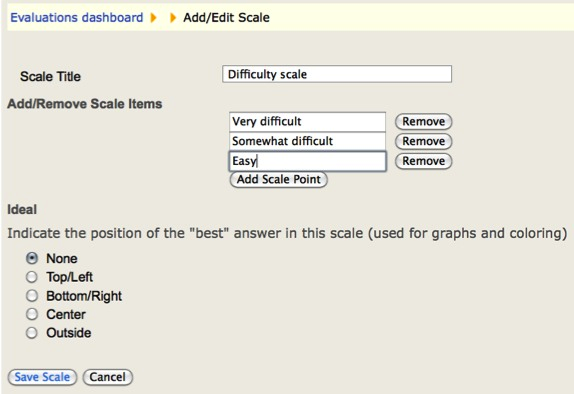 Evaluations dashboard Add/Edit Scale
Scale Title Difficulty scale
Add/Remove Scale Items
Very difficult Remove
Somewhat difficult Remove
Easy Remove
Add Scale Point
Ideal
Indicate the position of the "best" answer in this scale (used for graphs and coloring)
None
Top/Left
Bottom/Right
Center
Outside
Save Scale Cancel